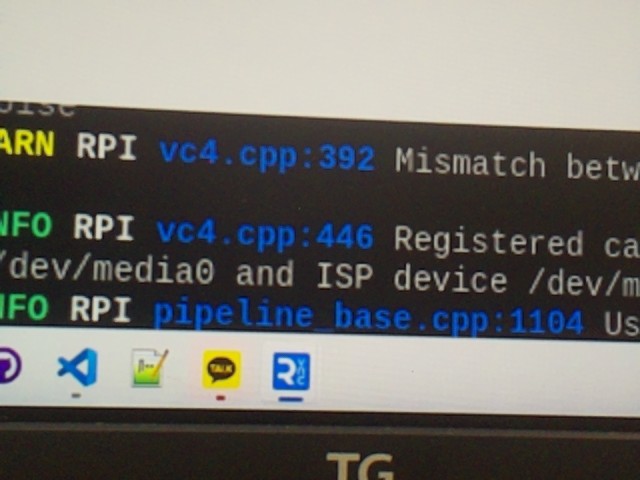 ARN RPI vc4.cpp:392 Mismatch betw
NFO RPI vc4.cpp:446 Registered ca
/dev/media0 and ISP device /dev/m
NFO RPI pipeline_base.cpp:1104 Us
TALK
TG